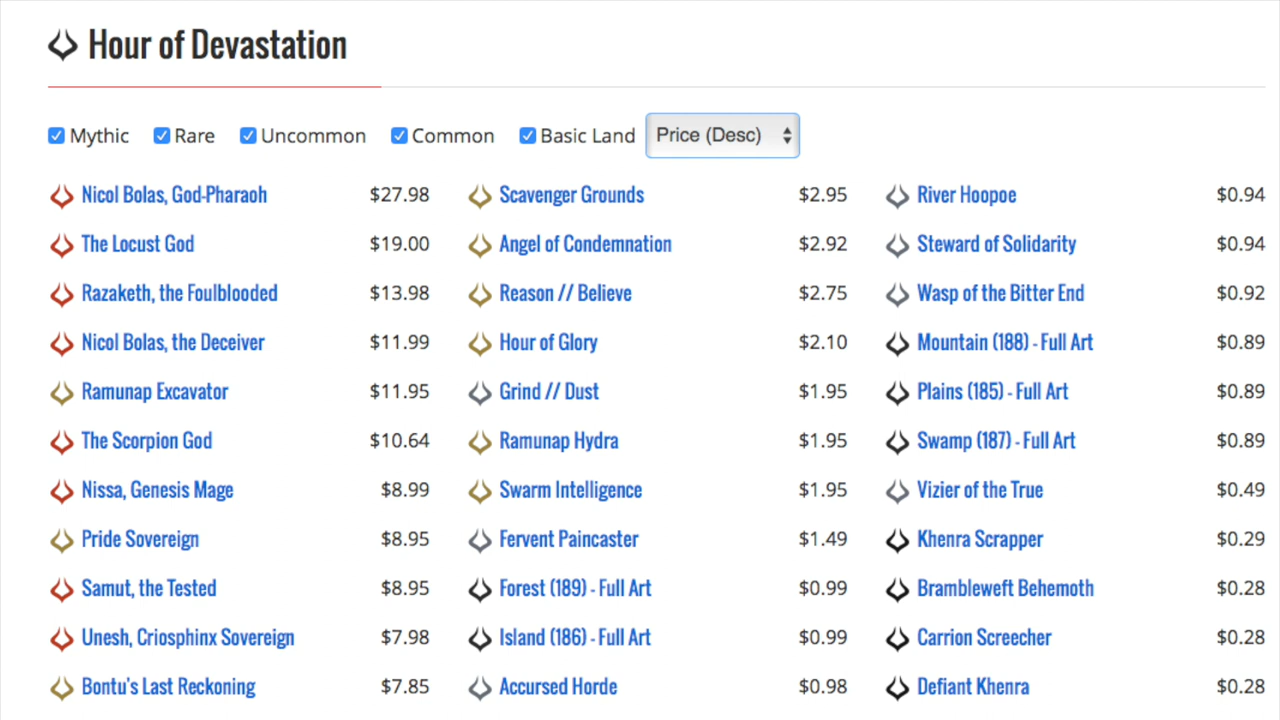 Hour of Devastation
Mythic Rare Uncommon Common Basic Land Price (Desc)
Nicol Bolas, God-Pharaoh $27.98
The Locust God $19.00
Razaketh, the Foulblooded $13.98
Nicol Bolas, the Deceiver $11.99
Ramunap Excavator $11.95
The Scorpion God $10.64
Nissa, Genesis Mage $8.99
Pride Sovereign $8.95
Samut, the Tested $8.95
Unesh, Criosphinx Sovereign $7.98
Bontu's Last Reckoning $7.85
Scavenger Grounds $2.95
Angel of Condemnation $2.92
Reason // Believe $2.75
Hour of Glory $2.10
Grind // Dust $1.95
Ramunap Hydra $1.95
Swarm Intelligence $1.95
Fervent Paincaster $1.49
Forest (189) - Full Art $0.99
Island (186) - Full Art $0.99
Accursed Horde $0.98
River Hoopoe $0.94
Steward of Solidarity $0.94
Wasp of the Bitter End $0.92
Mountain (188) - Full Art $0.89
Plains (185) - Full Art $0.89
Swamp (187) - Full Art $0.89
Vizier of the True $0.49
Khenra Scrapper $0.29
Brambleweft Behemoth $0.28
Carrion Screecher $0.28
Defiant Khenra $0.28